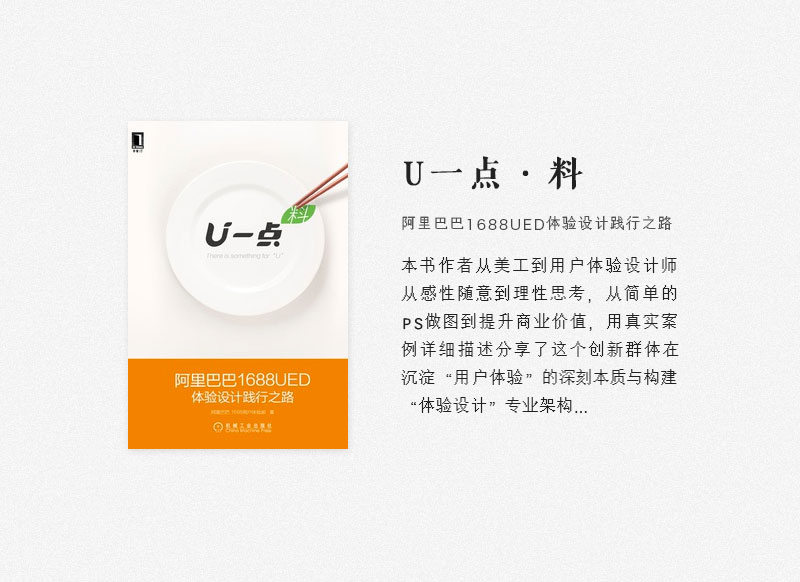 料
U一点
There is something for "U"
阿里巴巴1688UED
体验设计践行之路
阿里巴巴 1688用户体验部 著
机械工业出版社
China Machine Press
U一点·料
阿里巴巴1688UED体验设计践行之路
本书作者从美工到用户体验设计师
从感性随意到理性思考，从简单的
PS做图到提升商业价值，用真实案
例详细描述分享了这个创新群体在
沉淀“用户体验”的深刻本质与构建
“体验设计”专业架构...